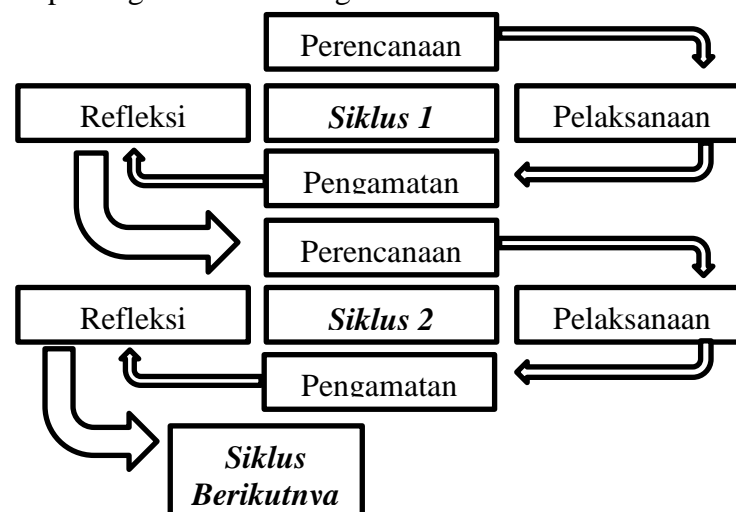 Perencanaan
Refleksi
Siklus 1
Pelaksanaan
Pengamatan
Perencanaan
Refleksi
Siklus 2
Pelaksanaan
Pengamatan
Siklus
Berikutnya